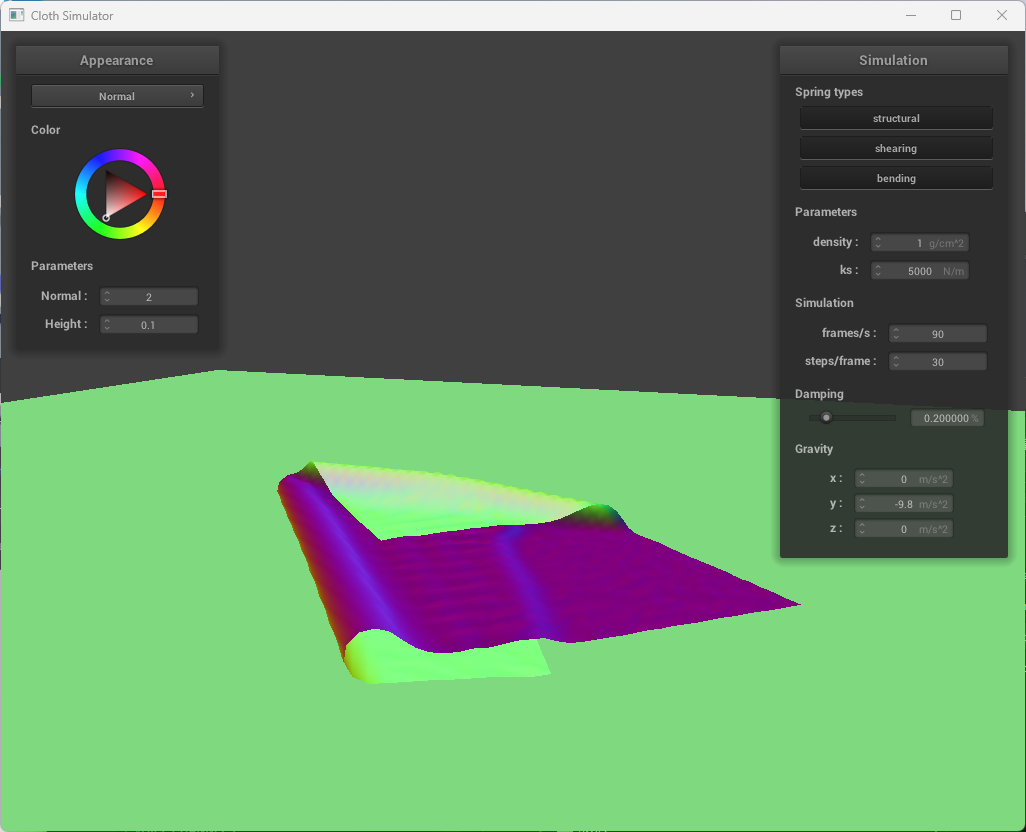 Cloth Simulator
Appearance
Normal
Color
Parameters
Normal : 2
Height : 0.1
Simulation
Spring types
structural
shearing
bending
Parameters
density : 1 g/cm^2
ks : 5000 N/m
Simulation
frames/s : 90
steps/frame : 30
Damping
0.200000 %
Gravity
x : 0 m/s^2
y : -9.8 m/s^2
z : 0 m/s^2